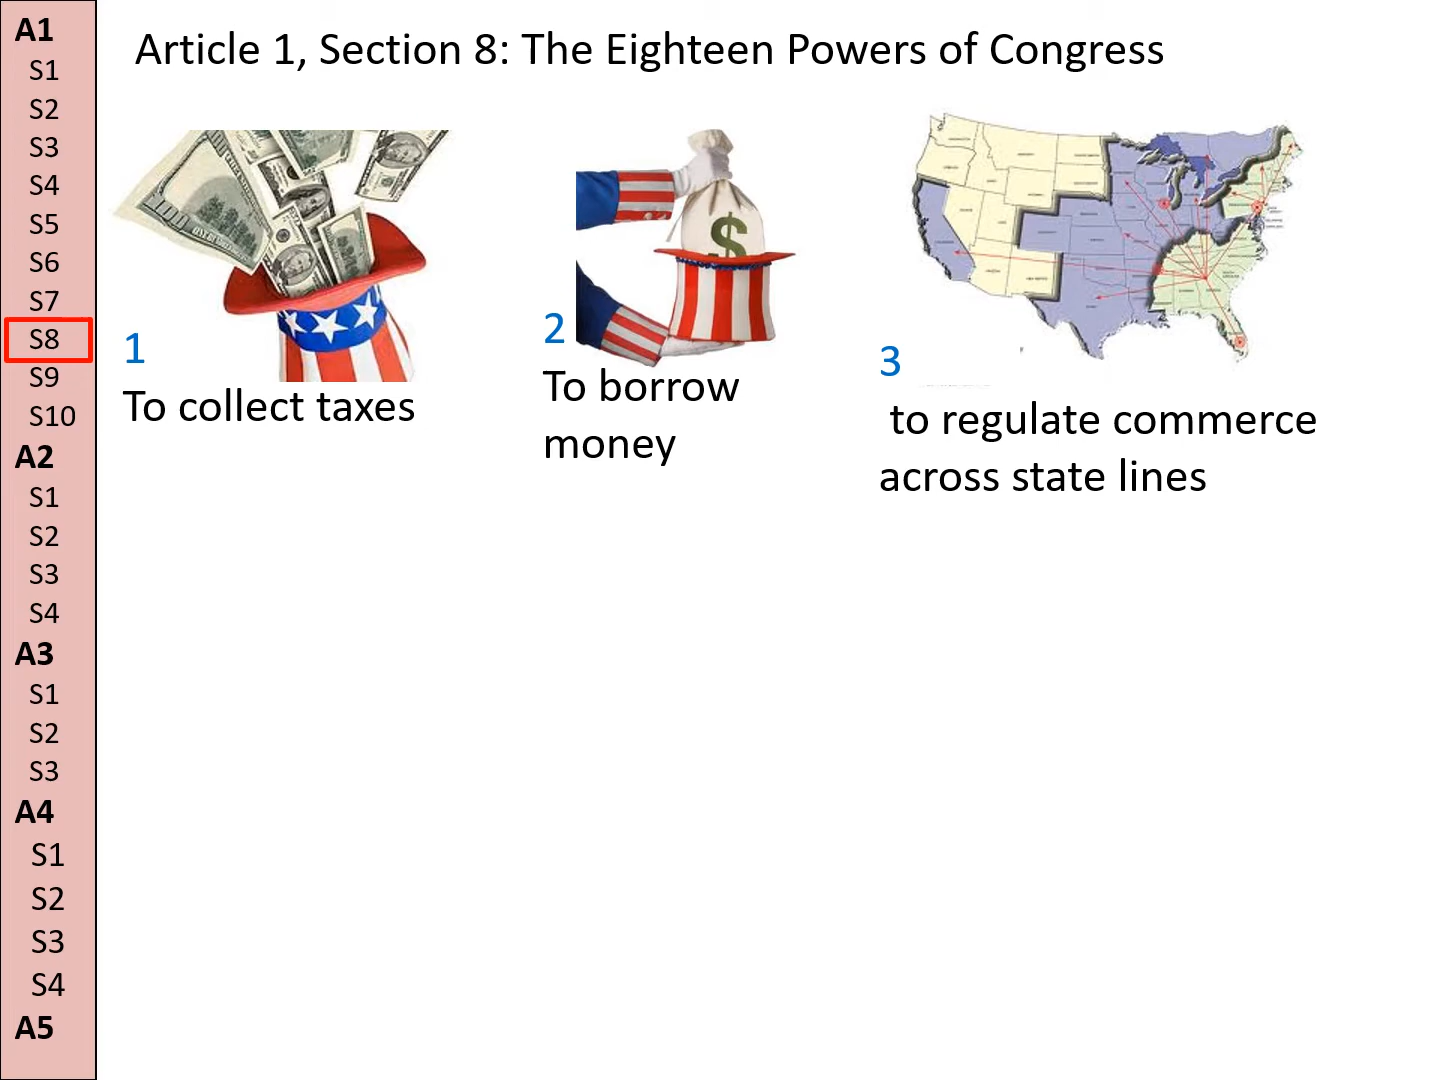 A1
S1
S2
S3
S4
S5
S6
S7
S8
S9
S10
A2
S1
S2
S3
S4
A3
S1
S2
S3
A4
S1
S2
S3
S4
A5
Article 1, Section 8: The Eighteen Powers of Congress
100
$
1
To collect taxes
2
To borrow
money
3
to regulate commerce
across state lines